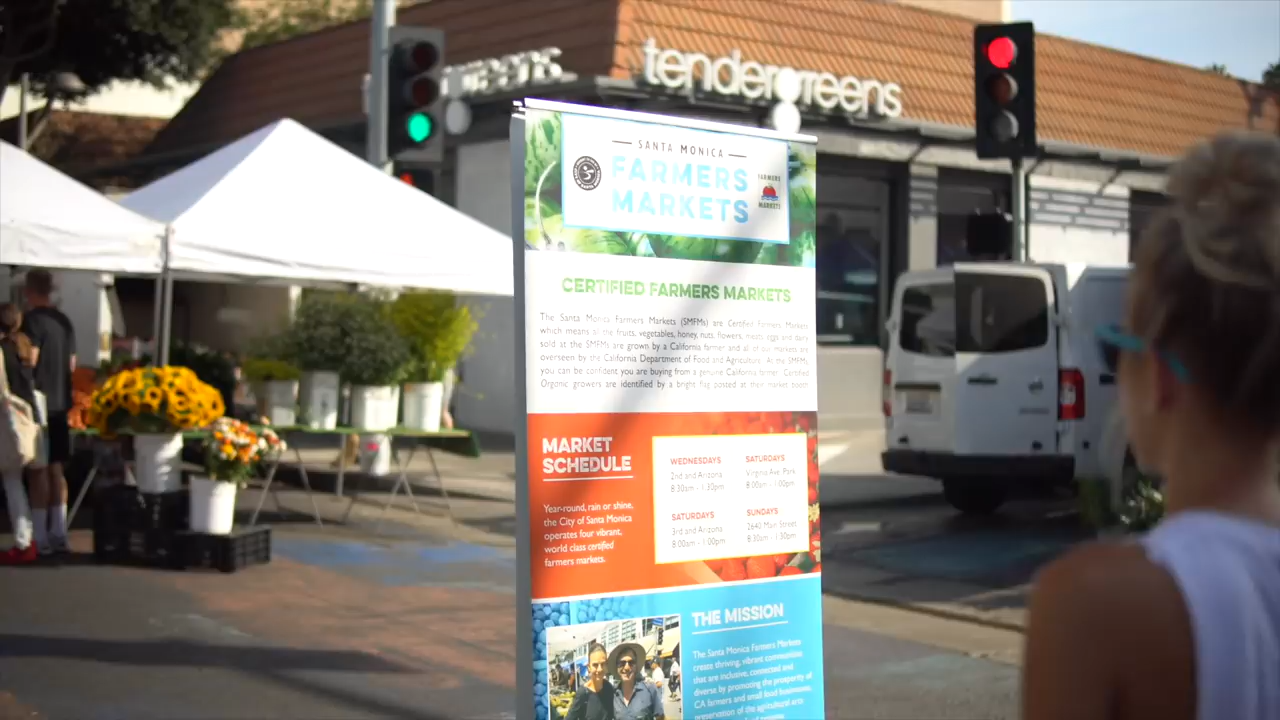 tendergreens
SANTA MONICA
FARMERS
MARKETS
FARMERS
MARKETS
CERTIFIED FARMERS MARKETS
The Santa Monica Farmers Markets (SMFMs) are Certified Farmers Markets
which means all the fruits, vegetables, honey, nuts, flowers, meats, eggs and dairy
sold at the SMFMs are grown by a California farmer and all of our markets are
overseen by the California Department of Food and Agriculture. At the SMFMs,
you can be confident you are buying from a genuine California farmer. Certified
Organic growers are identified by a bright flag posted at their market booth
MARKET
SCHEDULE
Year-round, rain or shine,
the City of Santa Monica
operates four vibrant,
world class certified
farmers markets.
WEDNESDAYS
2nd and Arizona
8:30am - 1:30pm
SATURDAYS
Virginia Ave. Park
8:00am - 1:00pm
SATURDAYS
3rd and Arizona
8:00am - 1:00pm
SUNDAYS
2640 Main Street
8:30am - 1:30pm
THE MISSION
The Santa Monica Farmers Markets
create thriving, vibrant communities
that are inclusive, connected and
diverse by promoting the prosperity of
CA farmers and small food businesses,
preservation of the agricultural arts